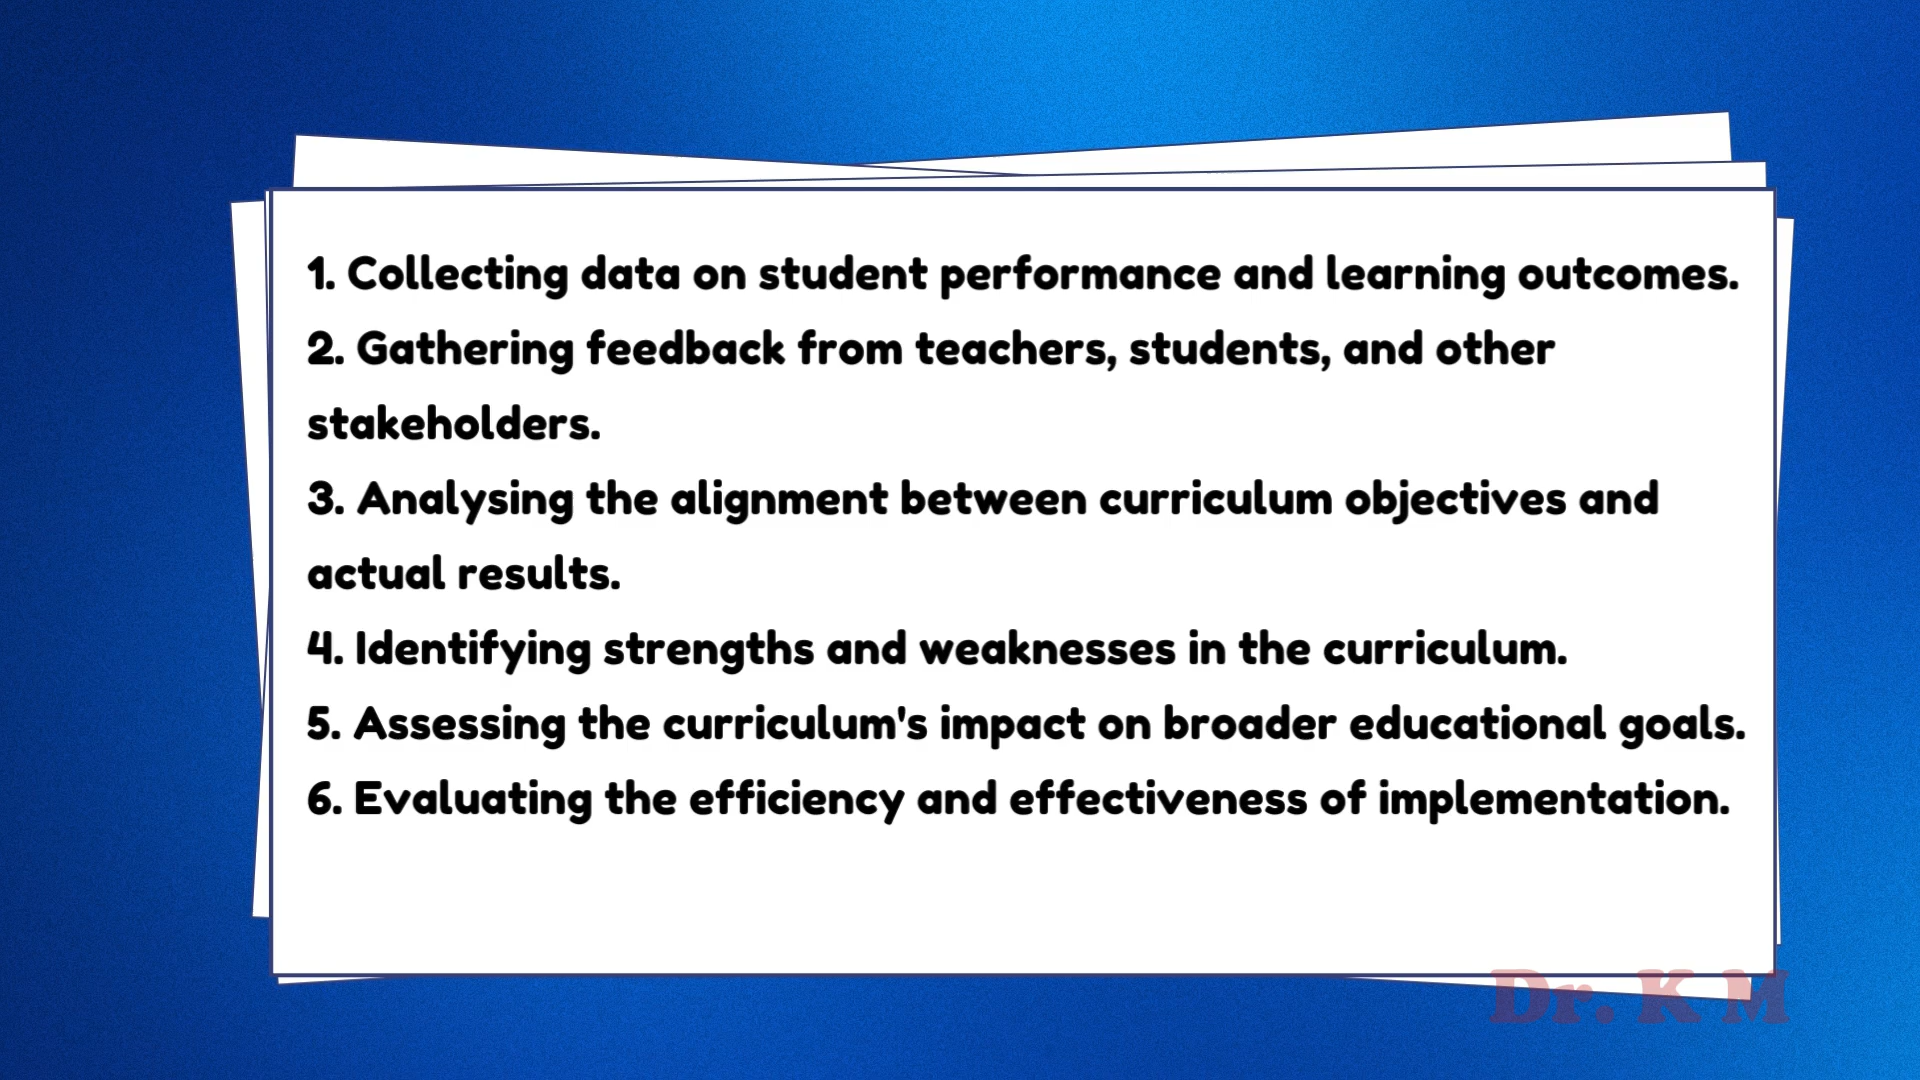 1. Collecting data on student performance and learning outcomes.
2. Gathering feedback from teachers, students, and other
stakeholders.
3. Analysing the alignment between curriculum objectives and
actual results.
4. Identifying strengths and weaknesses in the curriculum.
5. Assessing the curriculum's impact on broader educational goals.
6. Evaluating the efficiency and effectiveness of implementation.
Dr. K M